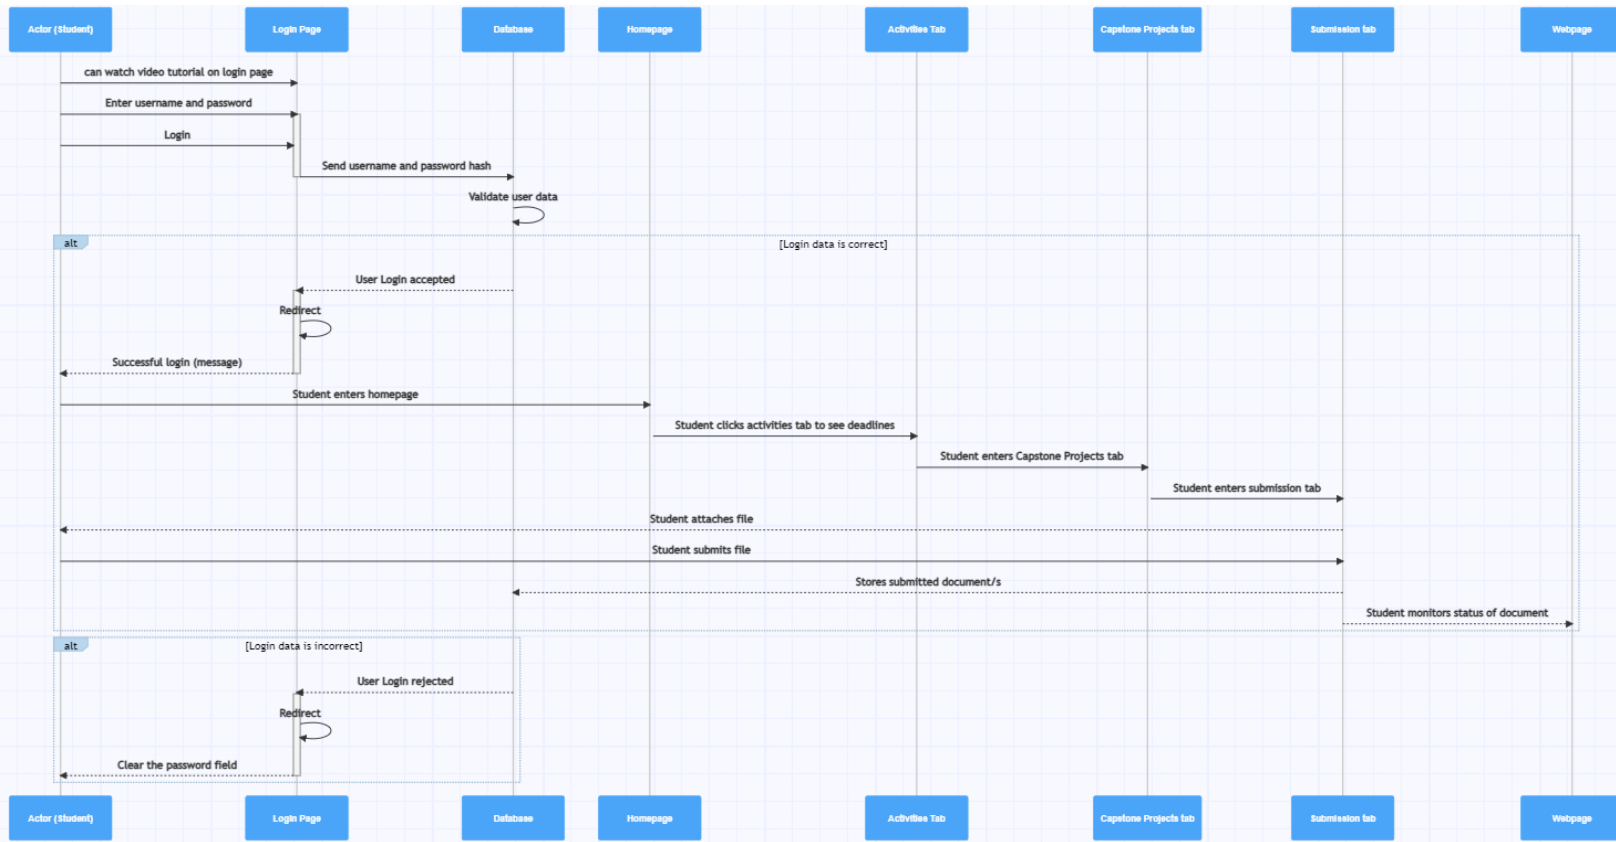 Actor (Student)
Login Page
Database
Homepage
Activities Tab
Capstone Projects tab
Submission tab
Webpage
can watch video tutorial on login page
Enter username and password
Login
Send username and password hash
Validate user data
alt
[Login data is correct]
User Login accepted
Redirect
Successful login (message)
Student enters homepage
Student clicks activities tab to see deadlines
Student enters Capstone Projects tab
Student enters submission tab
Student attaches file
Student submits file
Stores submitted document/s
Student monitors status of document
alt
[Login data is incorrect]
User Login rejected
Redirect
Clear the password field
Actor (Student)
Login Page
Database
Homepage
Activities Tab
Capstone Projects tab
Submission tab
Webpage